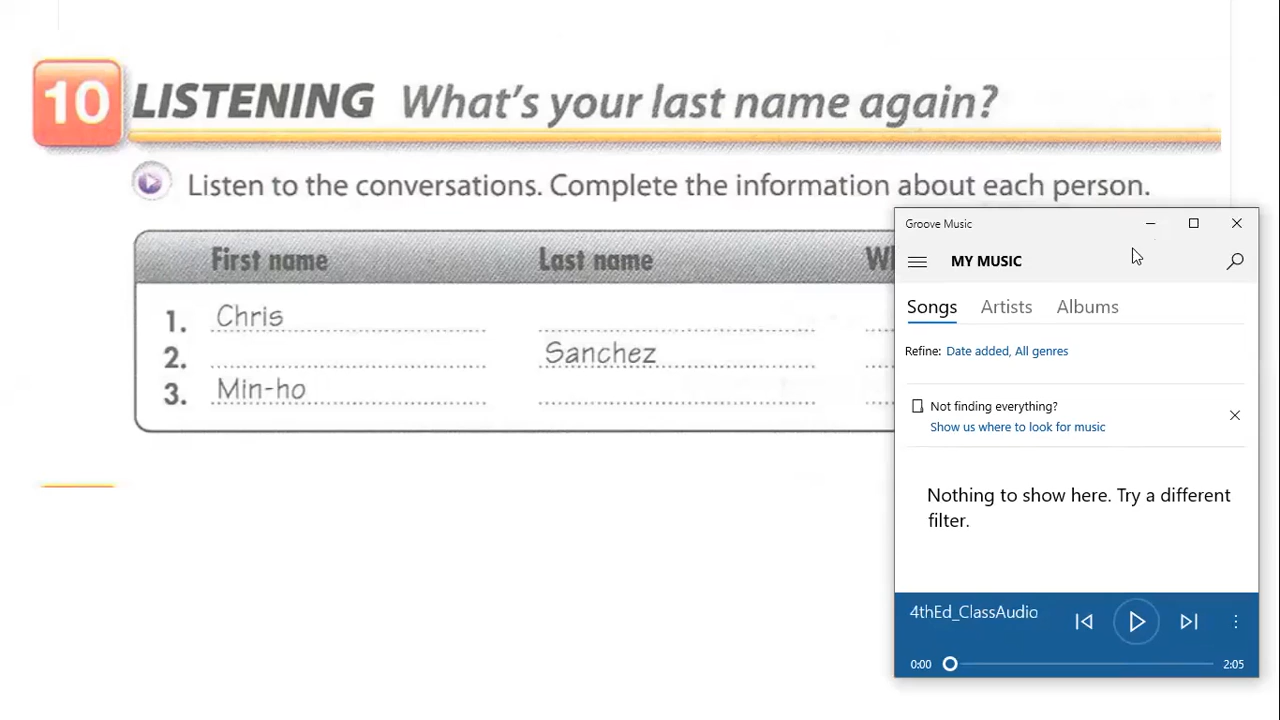 10 LISTENING What's your last name again?
Listen to the conversations. Complete the information about each person.
First name Last name
1. Chris
2. Sanchez
3. Min-ho
Groove Music
MY MUSIC
Songs Artists Albums
Refine: Date added, All genres
Not finding everything?
Show us where to look for music
Nothing to show here. Try a different
filter.
4thEd_ClassAudio
0:00 2:05